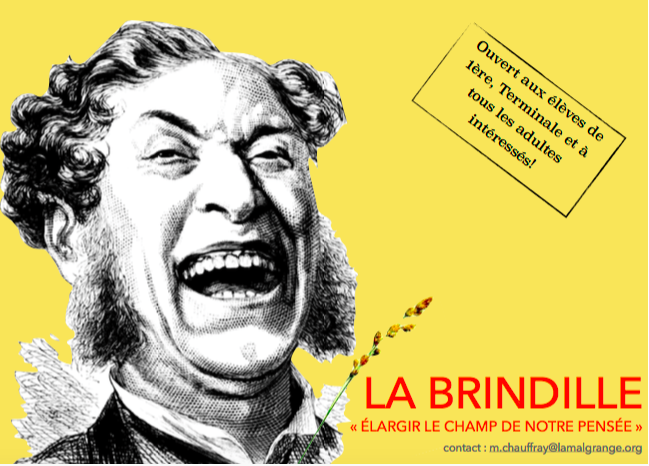 Ouvert aux élèves de
1ère, Terminale et à
tous les adultes
intéressés!
LA BRINDILLE
« ÉLARGIR LE CHAMP DE NOTRE PENSÉE »
contact : m.chauffray@lamalgrange.org